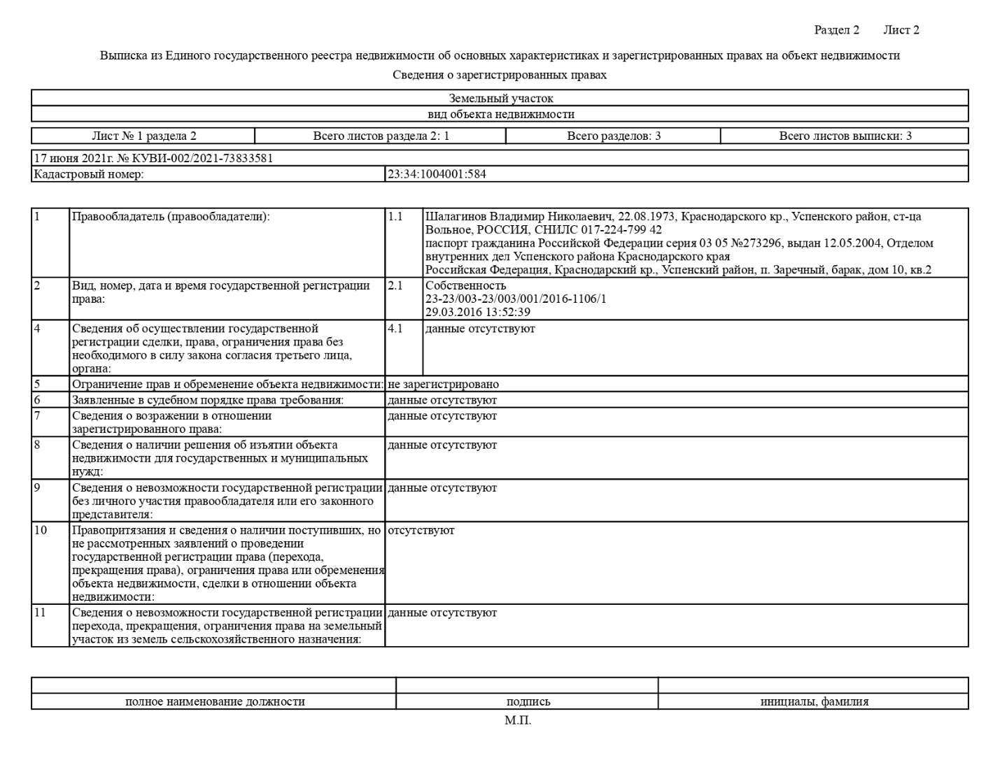 Раздел 2 Лист 2
Выписка из Единого государственного реестра недвижимости об основных характеристиках и зарегистрированных правах на объект недвижимости
Сведения о зарегистрированных правах
Земельный участок
вид объекта недвижимости
Лист № 1 раздела 2 Всего листов раздела 2: 1 Всего разделов: 3 Всего листов выписки: 3
17 июня 2021г. № КУВИ-002/2021-73833581
Кадастровый номер: 23:34:1004001:584
1 Правообладатель (правообладатели): 1.1 Шалагинов Владимир Николаевич, 22.08.1973, Краснодарского кр., Успенского район, ст-ца
Вольное, РОССИЯ, СНИЛС 017-224-799 42
паспорт гражданина Российской Федерации серия 03 05 №273296, выдан 12.05.2004, Отделом
внутренних дел Успенского района Краснодарского края
Российская Федерация, Краснодарский кр., Успенский район, п. Заречный, барак, дом 10, кв.2
2 Вид, номер, дата и время государственной регистрации 2.1 Собственность
права: 23-23/003-23/003/001/2016-1106/1
29.03.2016 13:52:39
4 Сведения об осуществлении государственной 4.1 данные отсутствуют
регистрации сделки, права, ограничения права без
необходимого в силу закона согласия третьего лица,
органа:
5 Ограничение прав и обременение объекта недвижимости: не зарегистрировано
6 Заявленные в судебном порядке права требования: данные отсутствуют
7 Сведения о возражении в отношении данные отсутствуют
зарегистрированного права:
8 Сведения о наличии решения об изъятии объекта данные отсутствуют
недвижимости для государственных и муниципальных
нужд:
9 Сведения о невозможности государственной регистрации данные отсутствуют
без личного участия правообладателя или его законного
представителя:
10 Правопритязания и сведения о наличии поступивших, но отсутствуют
не рассмотренных заявлений о проведении
государственной регистрации права (перехода,
прекращения права), ограничения права или обременения
объекта недвижимости, сделки в отношении объекта
недвижимости:
11 Сведения о невозможности государственной регистрации данные отсутствуют
перехода, прекращения, ограничения права на земельный
участок из земель сельскохозяйственного назначения:
полное наименование должности подпись инициалы, фамилия
М.П.